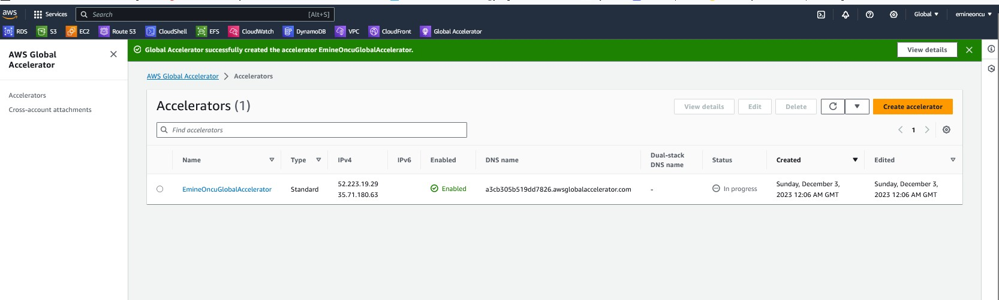 aws
Services
Search
[Alt+S]
Global
emineoncu
RDS
S3
EC2
Route 53
CloudShell
EFS
CloudWatch
DynamoDB
VPC
CloudFront
Global Accelerator
AWS Global
Accelerator
Accelerators
Cross-account attachments
Global Accelerator successfully created the accelerator EmineOncuGlobalAccelerator.
View details
AWS Global Accelerator > Accelerators
Accelerators (1)
View details
Edit
Delete
Create accelerator
Find accelerators
1
Name
Type
IPv4
IPv6
Enabled
DNS name
Dual-stack
DNS name
Status
Created
Edited
EmineOncuGlobalAccelerator
Standard
52.223.19.29
35.71.180.63
Enabled
a3cb305b519dd7826.awsglobalaccelerator.com
-
In progress
Sunday, December 3,
2023 12:06 AM GMT
Sunday, December 3,
2023 12:06 AM GMT